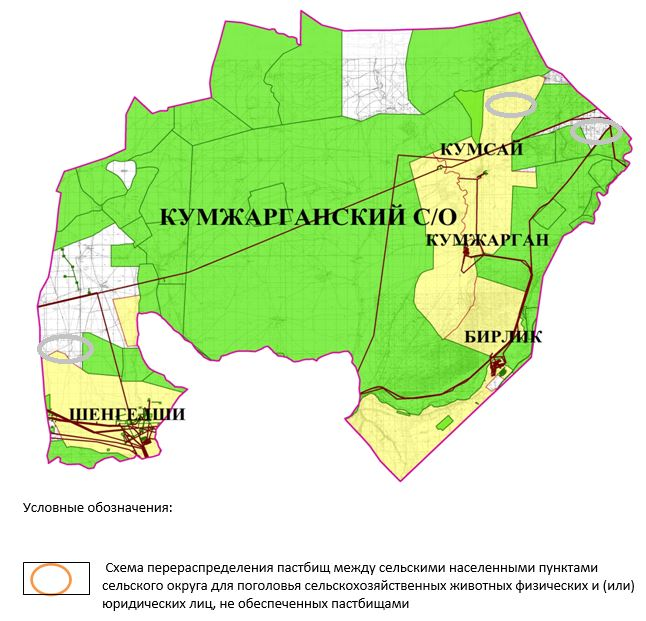 КУМСАЙ
КУМЖАРГАНСКИЙ С/О
КУМЖАРГАН
БИРЛИК
ШЕНГЕДШИ
Условные обозначения:
Схема перераспределения пастбищ между сельскими населенными пунктами
сельского округа для поголовья сельскохозяйственных животных физических и (или)
юридических лиц, не обеспеченных пастбищами